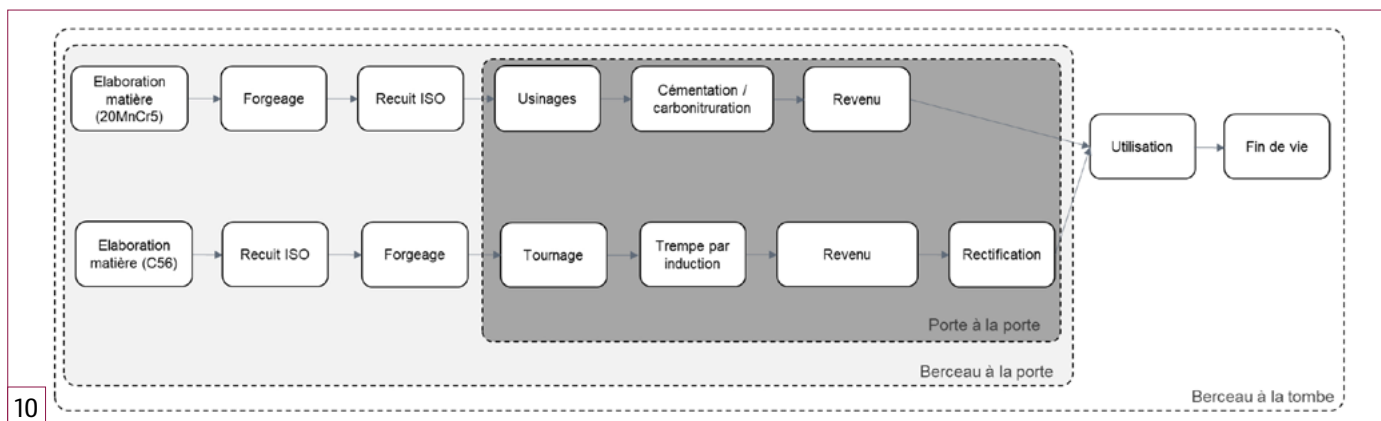 Elaboration
matière
(20MnCr5)
Forgeage
Recuit ISO
Usinages
Cémentation /
carbonitruration
Revenu
Utilisation
Fin de vie
Elaboration
matière (C56)
Recuit ISO
Forgeage
Tournage
Trempe par
induction
Revenu
Rectification
Porte à la porte
Berceau à la porte
Berceau à la tombe
10